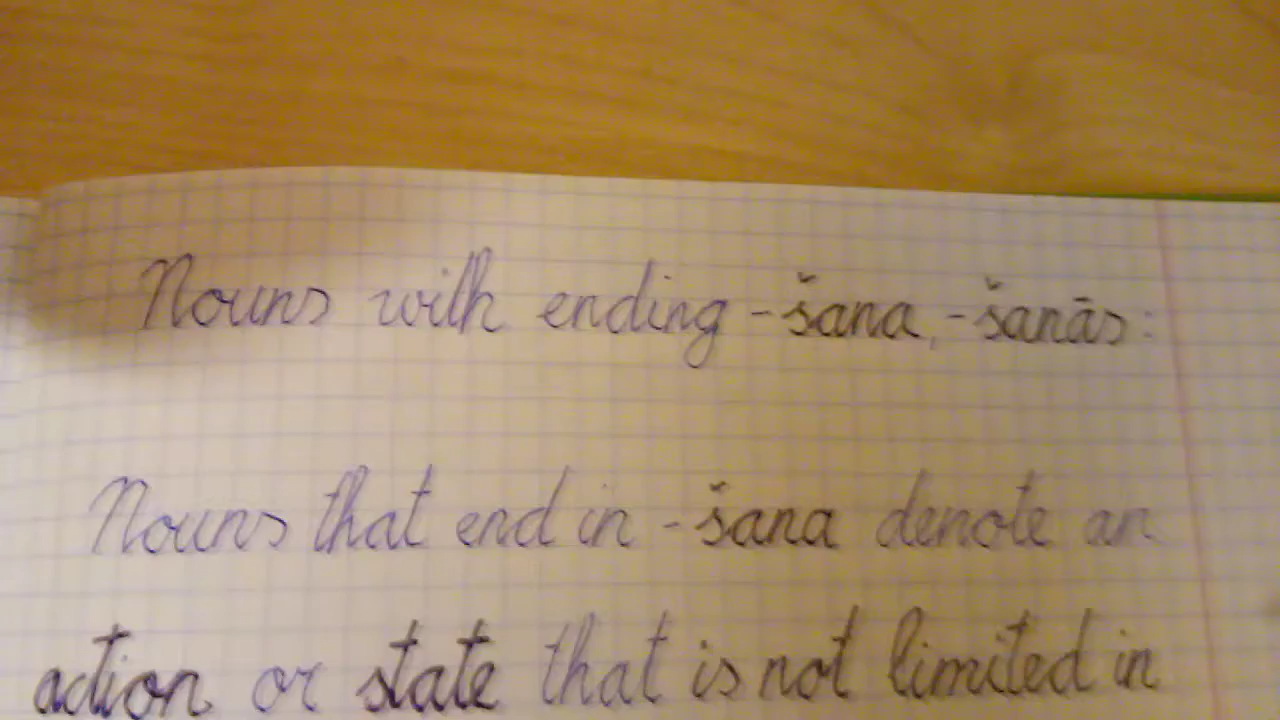 Nouns with ending -šana, -šanās:
Nouns that end in -šana denote an
action or state that is not limited in